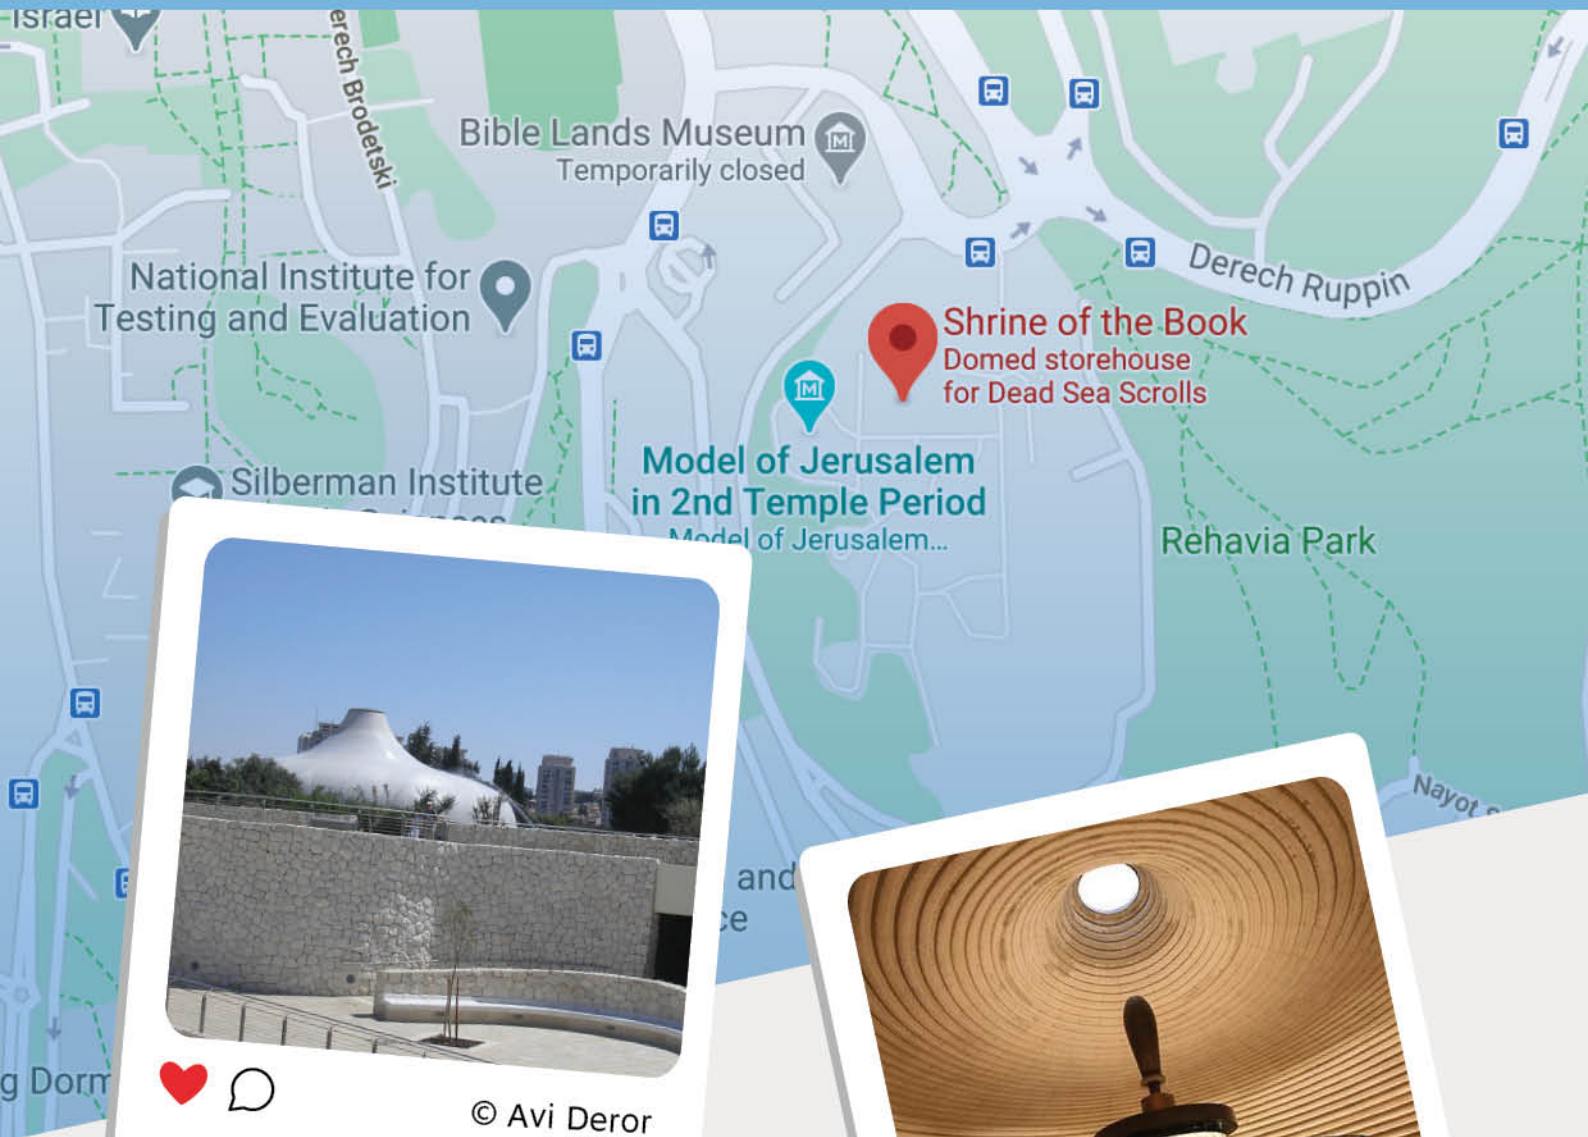 Israel
erech Brodetski
Bible Lands Museum
Temporarily closed
National Institute for
Testing and Evaluation
Derech Ruppin
Shrine of the Book
Domed storehouse
for Dead Sea Scrolls
Model of Jerusalem
in 2nd Temple Period
Model of Jerusalem...
Silberman Institute
Rehavia Park
Nayot
and
ce
g Dorm
© Avi Deror